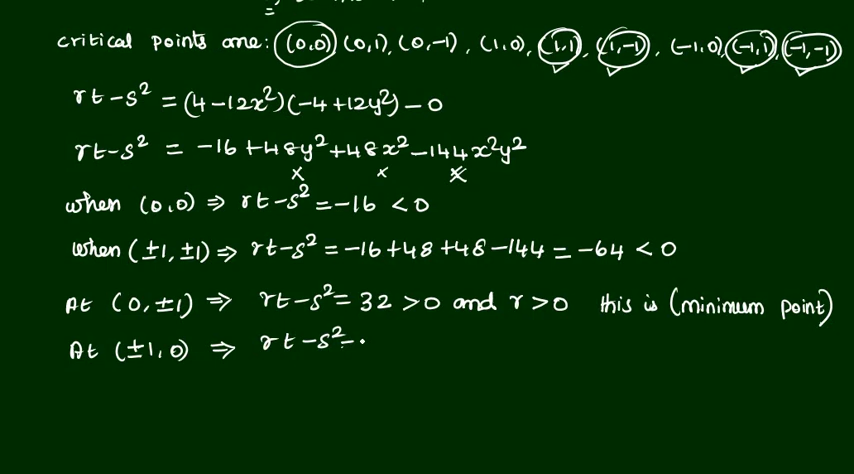 =
critical points are: (0,0) (0,1), (0,-1), (1,0), (1,1), (1,-1), (-1,0), (-1,1), (-1,-1)
rt-s² = (4-12x²)(-4+12y²)-0
rt-s² = -16+48y²+48x²-144x²y²
x x x
when (0,0) ⇒ rt-s² = -16 <0
when (±1, ±1) ⇒ rt-s² = -16+48+48-144 = -64 < 0
At (0,±1) ⇒ rt-s² = 32 >0 and r>0 this is (minimum point)
At (±1,0) ⇒ rt-s² =